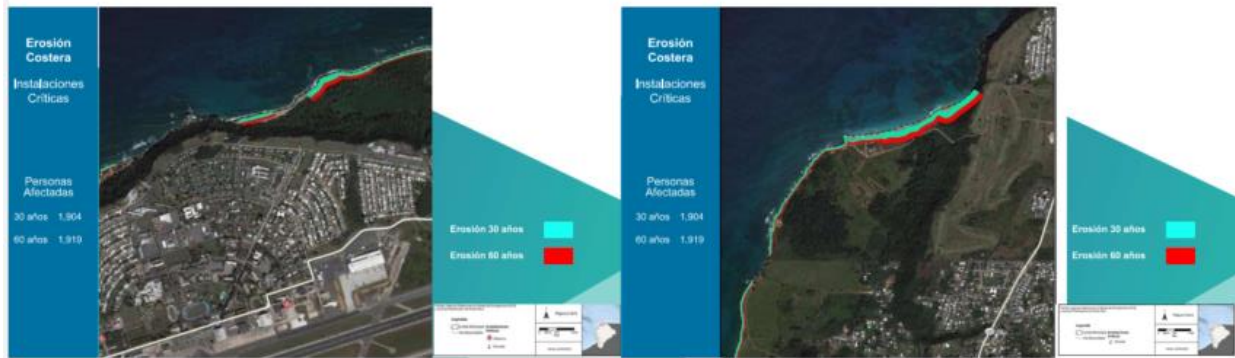 Erosión
Costera
Instalaciones
Críticas
Personas
Afectadas
30 años 1,904
60 años 1,919
Erosión 30 años
Erosión 60 años
Erosión
Costera
Instalaciones
Críticas
Personas
Afectadas
30 años 1,904
60 años 1,919
Erosión 30 años
Erosión 60 años